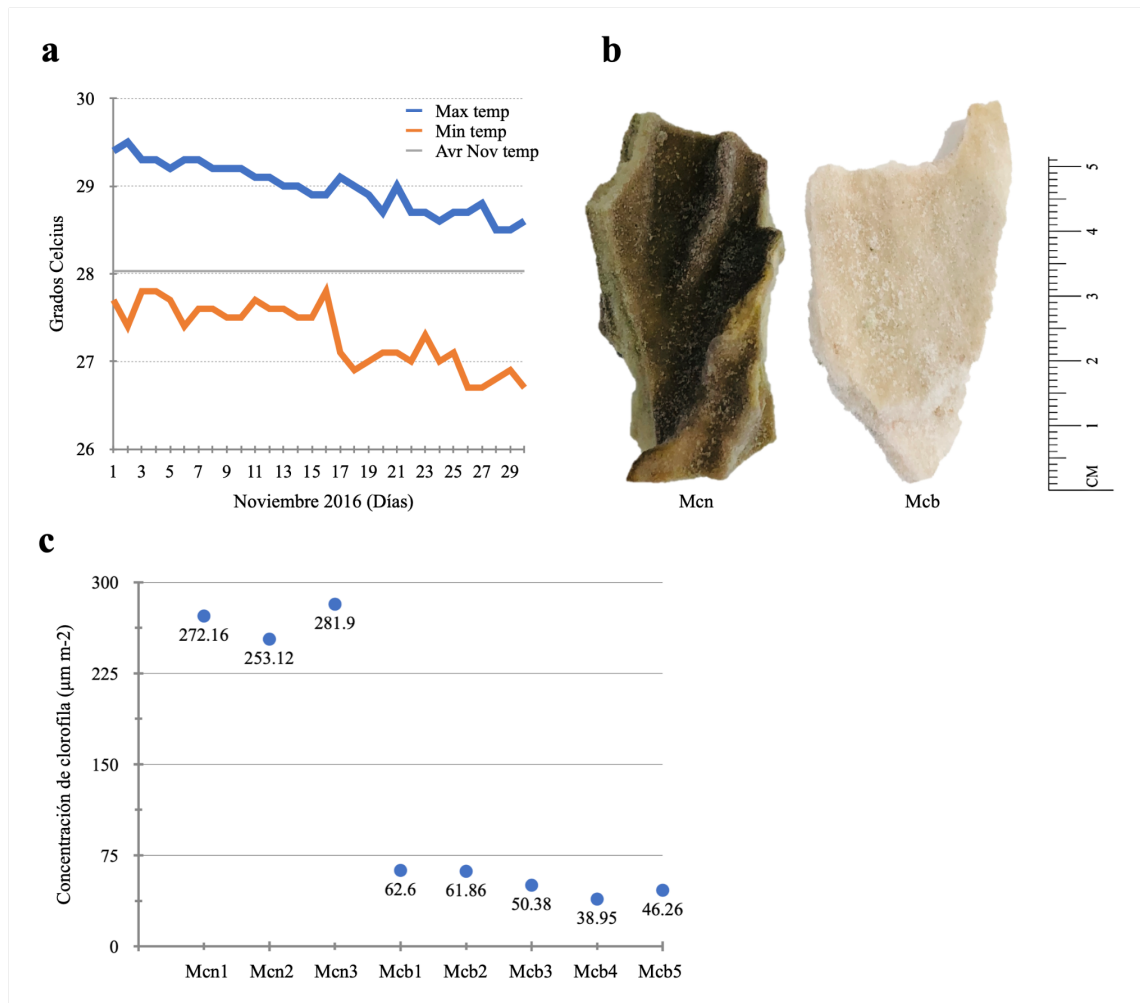 a
30
29
28
27
26
Grados Celcius
Max temp
Min temp
Avr Nov temp
1 3 5 7 9 11 13 15 17 19 21 23 25 27 29
Noviembre 2016 (Días)
b
Mcn
Mcb
5
4
3
2
1
CM
c
300
225
150
75
0
Concentración de clorofila (µm m-2)
272.16
253.12
281.9
62.6
61.86
50.38
38.95
46.26
Mcn1 Mcn2 Mcn3 Mcb1 Mcb2 Mcb3 Mcb4 Mcb5